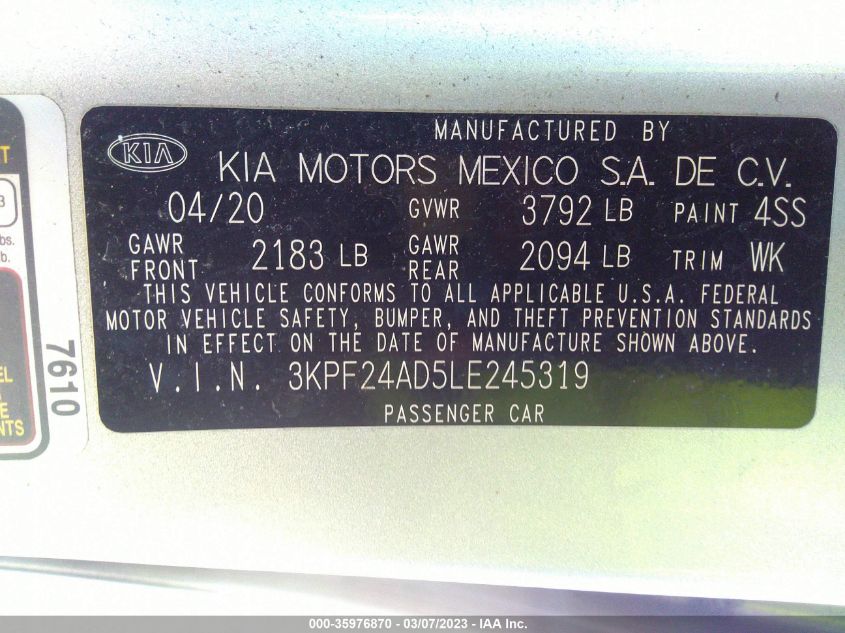 MANUFACTURED BY
KIA KIA MOTORS MEXICO S.A. DE C.V.
04/20 GVWR 3792 LB PAINT 4SS
GAWR FRONT 2183 LB GAWR REAR 2094 LB TRIM WK
THIS VEHICLE CONFORMS TO ALL APPLICABLE U.S.A. FEDERAL
MOTOR VEHICLE SAFETY, BUMPER, AND THEFT PREVENTION STANDARDS
IN EFFECT ON THE DATE OF MANUFACTURE SHOWN ABOVE.
V.I.N. 3KPF24AD5LE245319
PASSENGER CAR
7610
000-35976870 - 03/07/2023 - IAA Inc.